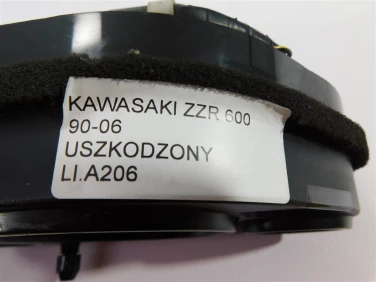 KAWASAKI ZZR 600
90-06
USZKODZONY
LI.A206